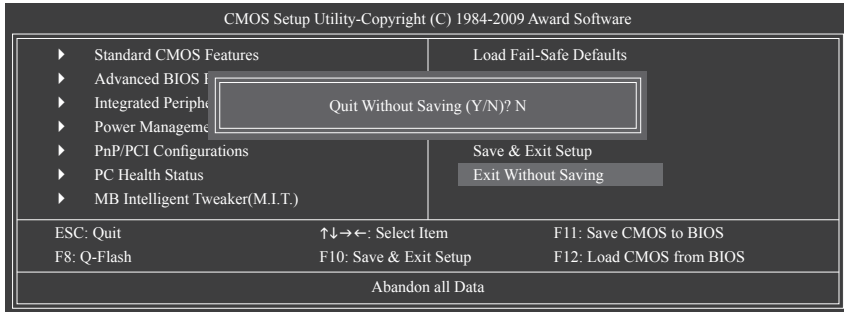 CMOS Setup Utility-Copyright (C) 1984-2009 Award Software
Standard CMOS Features
Advanced BIOS
Integrated
Power
PnP/PCI Configurations
PC Health Status
MB Intelligent Tweaker(M.I.T.)
Load Fail-Safe Defaults
Quit Without Saving (Y/N)? N
Save & Exit Setup
Exit Without Saving
ESC: Quit
↑↓→←: Select Item
F11: Save CMOS to BIOS
F8: Q-Flash
F10: Save & Exit Setup
F12: Load CMOS from BIOS
Abandon all Data